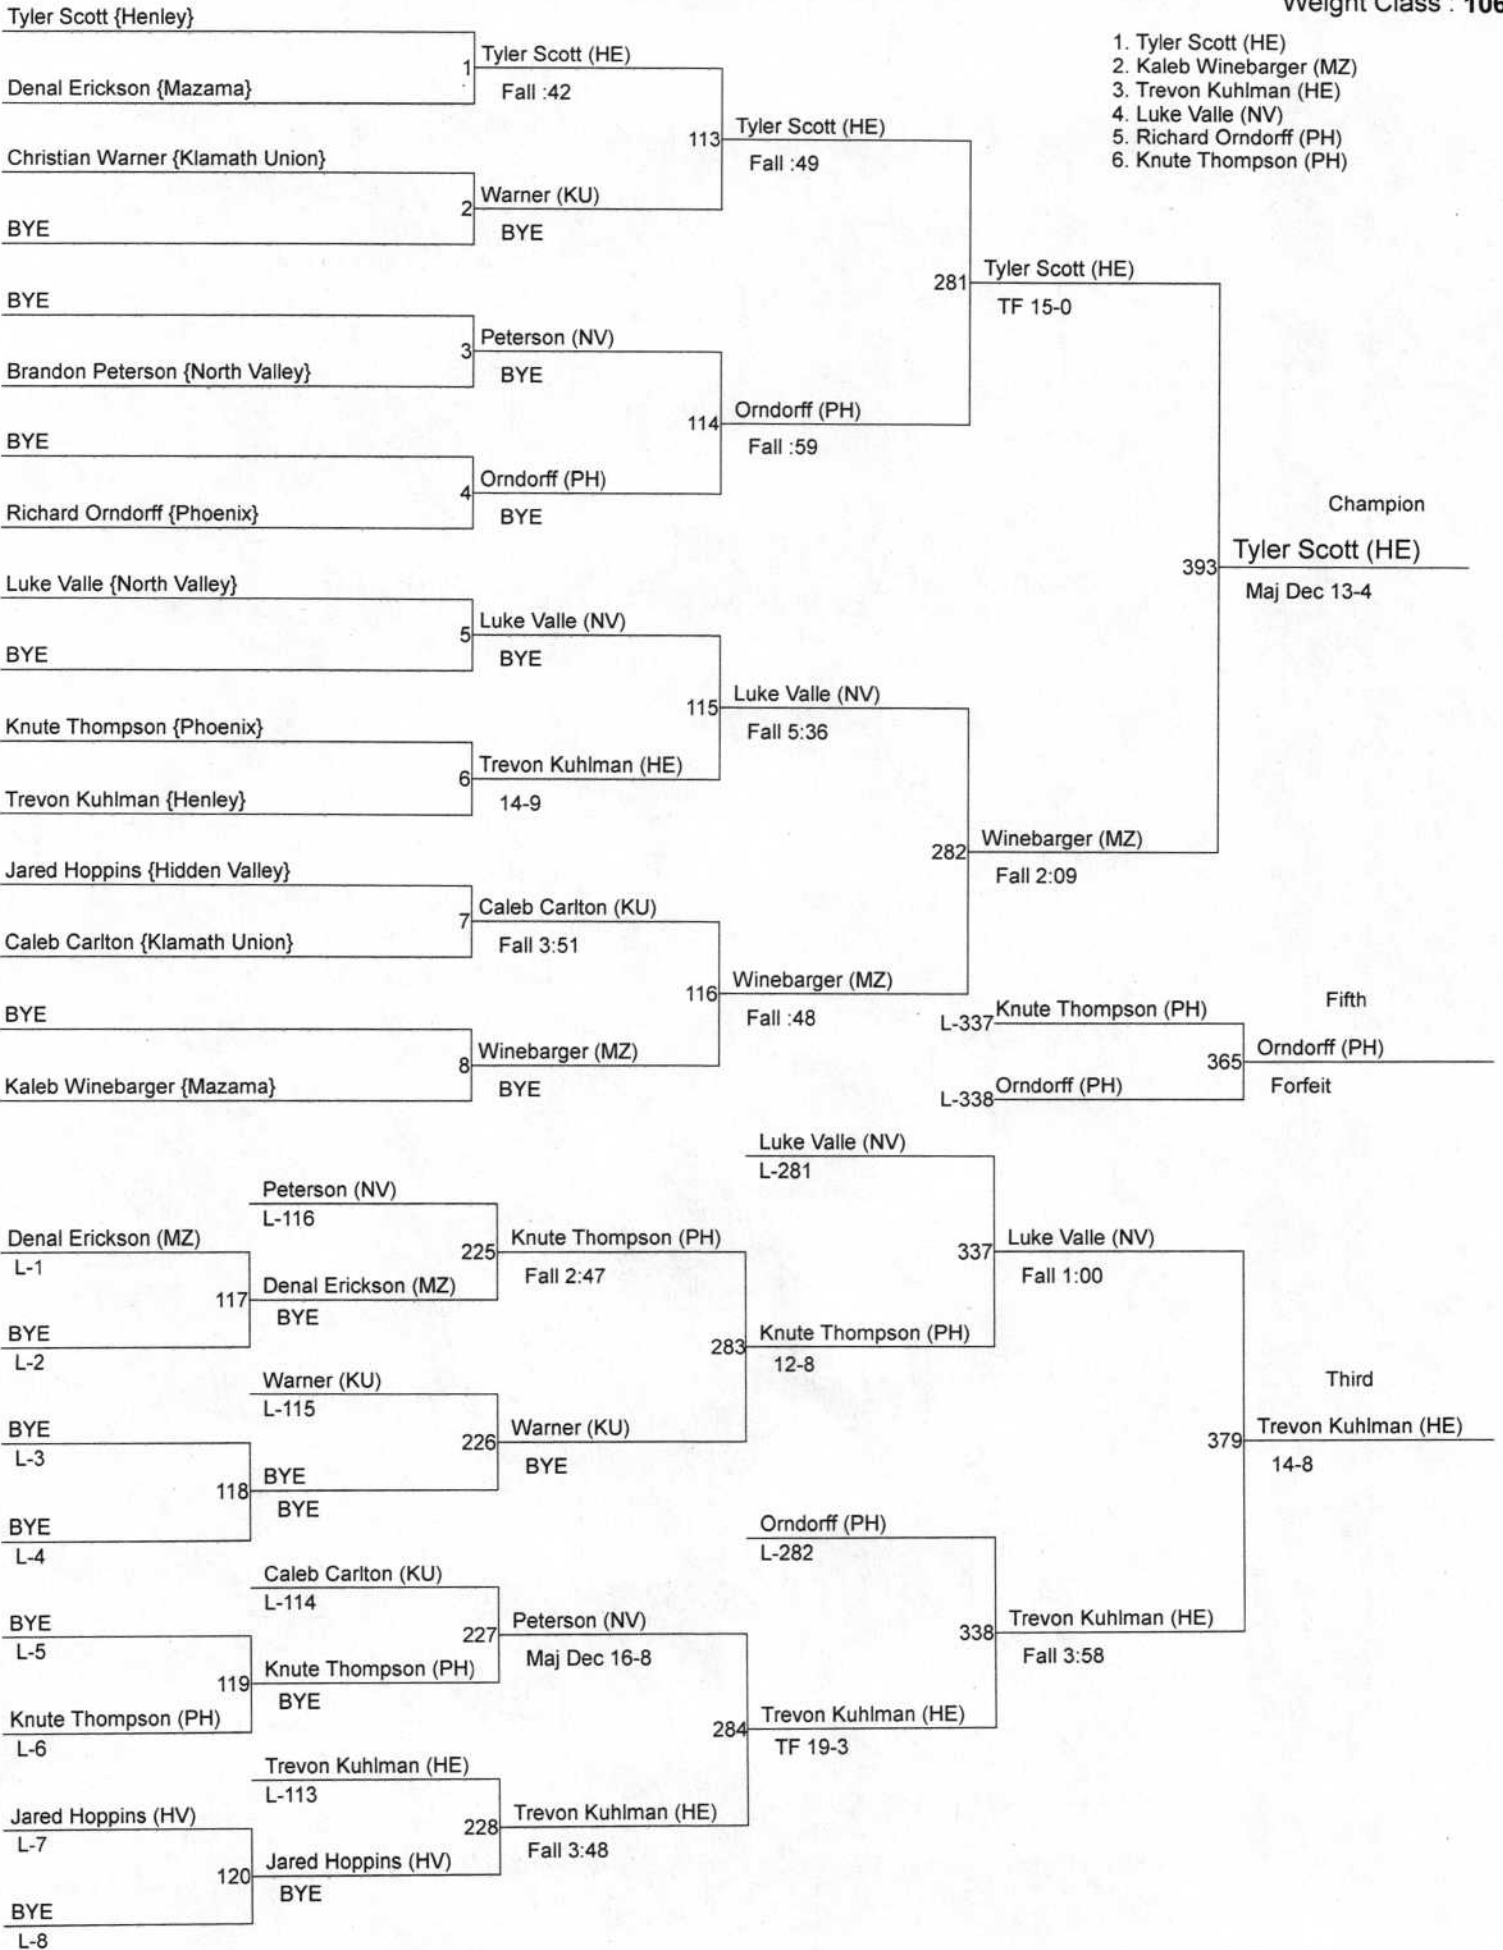 Weight Class : 106
1. Tyler Scott (HE)
2. Kaleb Winebarger (MZ)
3. Trevon Kuhlman (HE)
4. Luke Valle (NV)
5. Richard Orndorff (PH)
6. Knute Thompson (PH)
Tyler Scott {Henley}
1 Tyler Scott (HE)
Fall :42
Denal Erickson {Mazama}
113 Tyler Scott (HE)
Fall :49
Christian Warner {Klamath Union}
2 Warner (KU)
BYE
BYE
281 Tyler Scott (HE)
TF 15-0
BYE
3 Peterson (NV)
BYE
Brandon Peterson {North Valley}
114 Orndorff (PH)
Fall :59
BYE
4 Orndorff (PH)
BYE
Richard Orndorff {Phoenix}
Champion
393 Tyler Scott (HE)
Maj Dec 13-4
Luke Valle {North Valley}
5 Luke Valle (NV)
BYE
BYE
115 Luke Valle (NV)
Fall 5:36
Knute Thompson {Phoenix}
6 Trevon Kuhlman (HE)
14-9
Trevon Kuhlman {Henley}
282 Winebarger (MZ)
Fall 2:09
Jared Hoppins {Hidden Valley}
7 Caleb Carlton (KU)
Fall 3:51
Caleb Carlton {Klamath Union}
116 Winebarger (MZ)
Fall :48
BYE
8 Winebarger (MZ)
BYE
Kaleb Winebarger {Mazama}
Fifth
L-337 Knute Thompson (PH)
365 Orndorff (PH)
Forfeit
L-338 Orndorff (PH)
Luke Valle (NV)
L-281
Peterson (NV)
L-116
Denal Erickson (MZ)
L-1
225 Knute Thompson (PH)
Fall 2:47
337 Luke Valle (NV)
Fall 1:00
117 Denal Erickson (MZ)
BYE
BYE
L-2
283 Knute Thompson (PH)
12-8
Warner (KU)
L-115
Third
BYE
L-3
226 Warner (KU)
BYE
379 Trevon Kuhlman (HE)
14-8
118 BYE
BYE
BYE
L-4
Orndorff (PH)
L-282
Caleb Carlton (KU)
L-114
BYE
L-5
227 Peterson (NV)
Maj Dec 16-8
338 Trevon Kuhlman (HE)
Fall 3:58
119 Knute Thompson (PH)
BYE
Knute Thompson (PH)
L-6
284 Trevon Kuhlman (HE)
TF 19-3
Trevon Kuhlman (HE)
L-113
Jared Hoppins (HV)
L-7
228 Trevon Kuhlman (HE)
Fall 3:48
120 Jared Hoppins (HV)
BYE
BYE
L-8